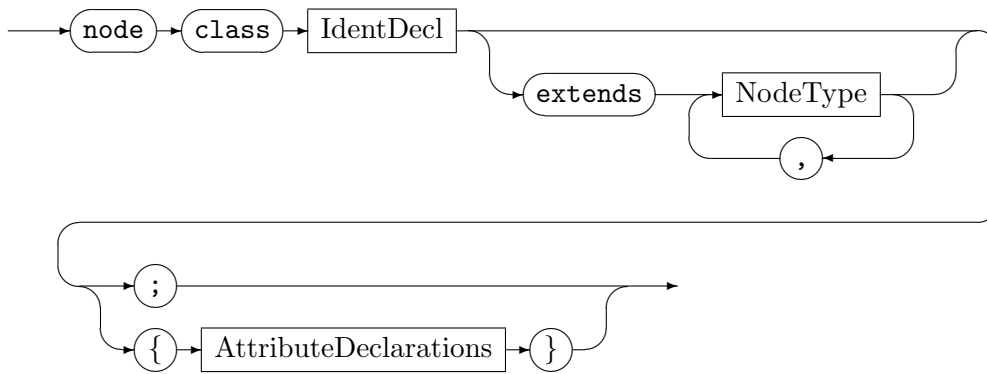 node class IdentDecl
extends NodeType
,
;
{ AttributeDeclarations }